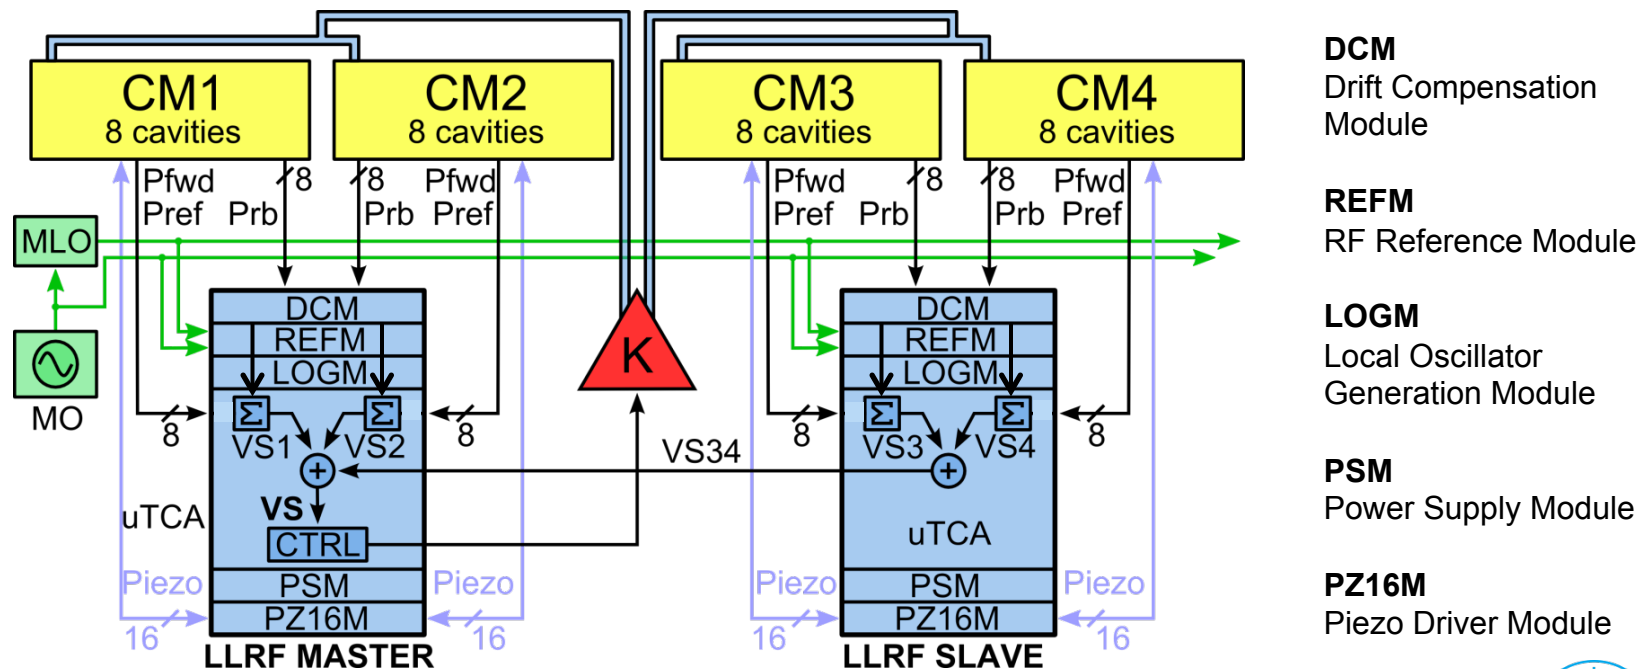 CM1
8 cavities
CM2
8 cavities
CM3
8 cavities
CM4
8 cavities
DCM
Drift Compensation
Module
Pfwd
Pref
Prb
8
8
Prb
Pfwd
Pref
Pfwd
Pref
Prb
8
8
Prb
Pfwd
Pref
REFM
RF Reference Module
MLO
MO
DCM
REFM
LOGM
Σ
Σ
VS1
VS2
8
8
+
VS
CTRL
uTCA
PSM
PZ16M
Piezo
16
Piezo
16
LLRF MASTER
K
VS34
DCM
REFM
LOGM
Σ
Σ
VS3
VS4
8
8
+
uTCA
PSM
PZ16M
Piezo
16
Piezo
16
LLRF SLAVE
LOGM
Local Oscillator
Generation Module
PSM
Power Supply Module
PZ16M
Piezo Driver Module